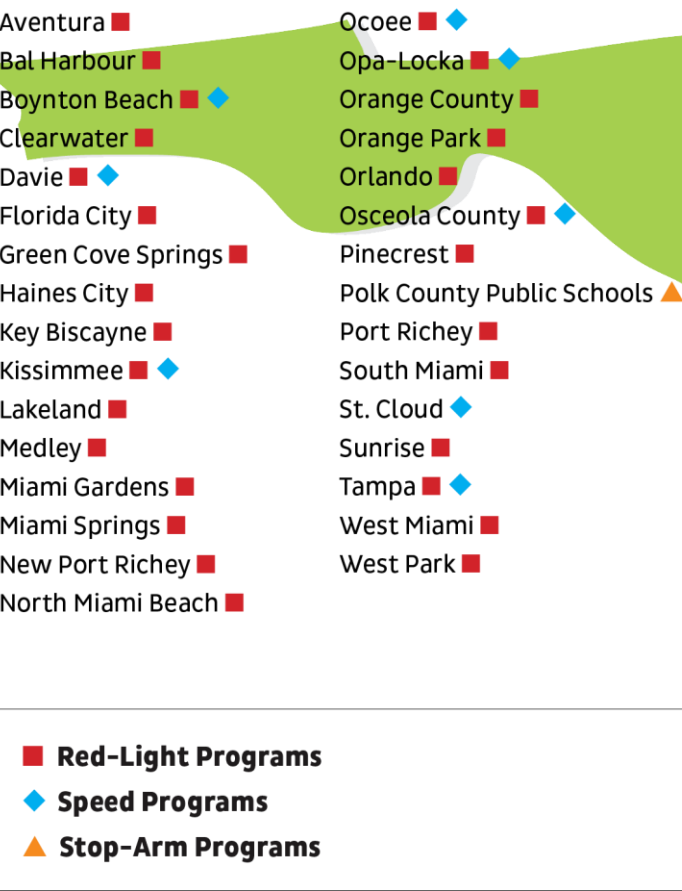 Aventura
Bal Harbour
Boynton Beach
Clearwater
Davie
Florida City
Green Cove Springs
Haines City
Key Biscayne
Kissimmee
Lakeland
Medley
Miami Gardens
Miami Springs
New Port Richey
North Miami Beach
Ocoee
Opa-Locka
Orange County
Orange Park
Orlando
Osceola County
Pinecrest
Polk County Public Schools
Port Richey
South Miami
St. Cloud
Sunrise
Tampa
West Miami
West Park
Red-Light Programs
Speed Programs
Stop-Arm Programs